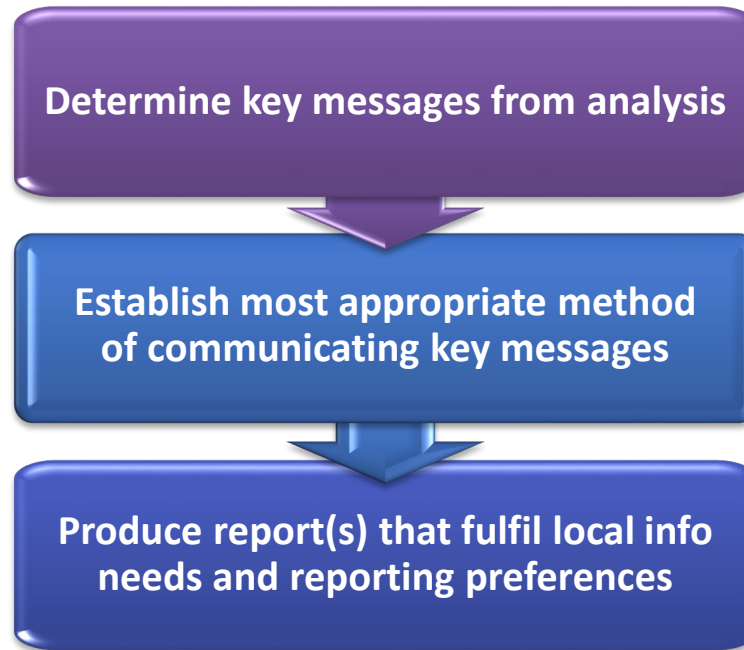 Determine key messages from analysis
Establish most appropriate method
of communicating key messages
Produce report(s) that fulfil local info
needs and reporting preferences